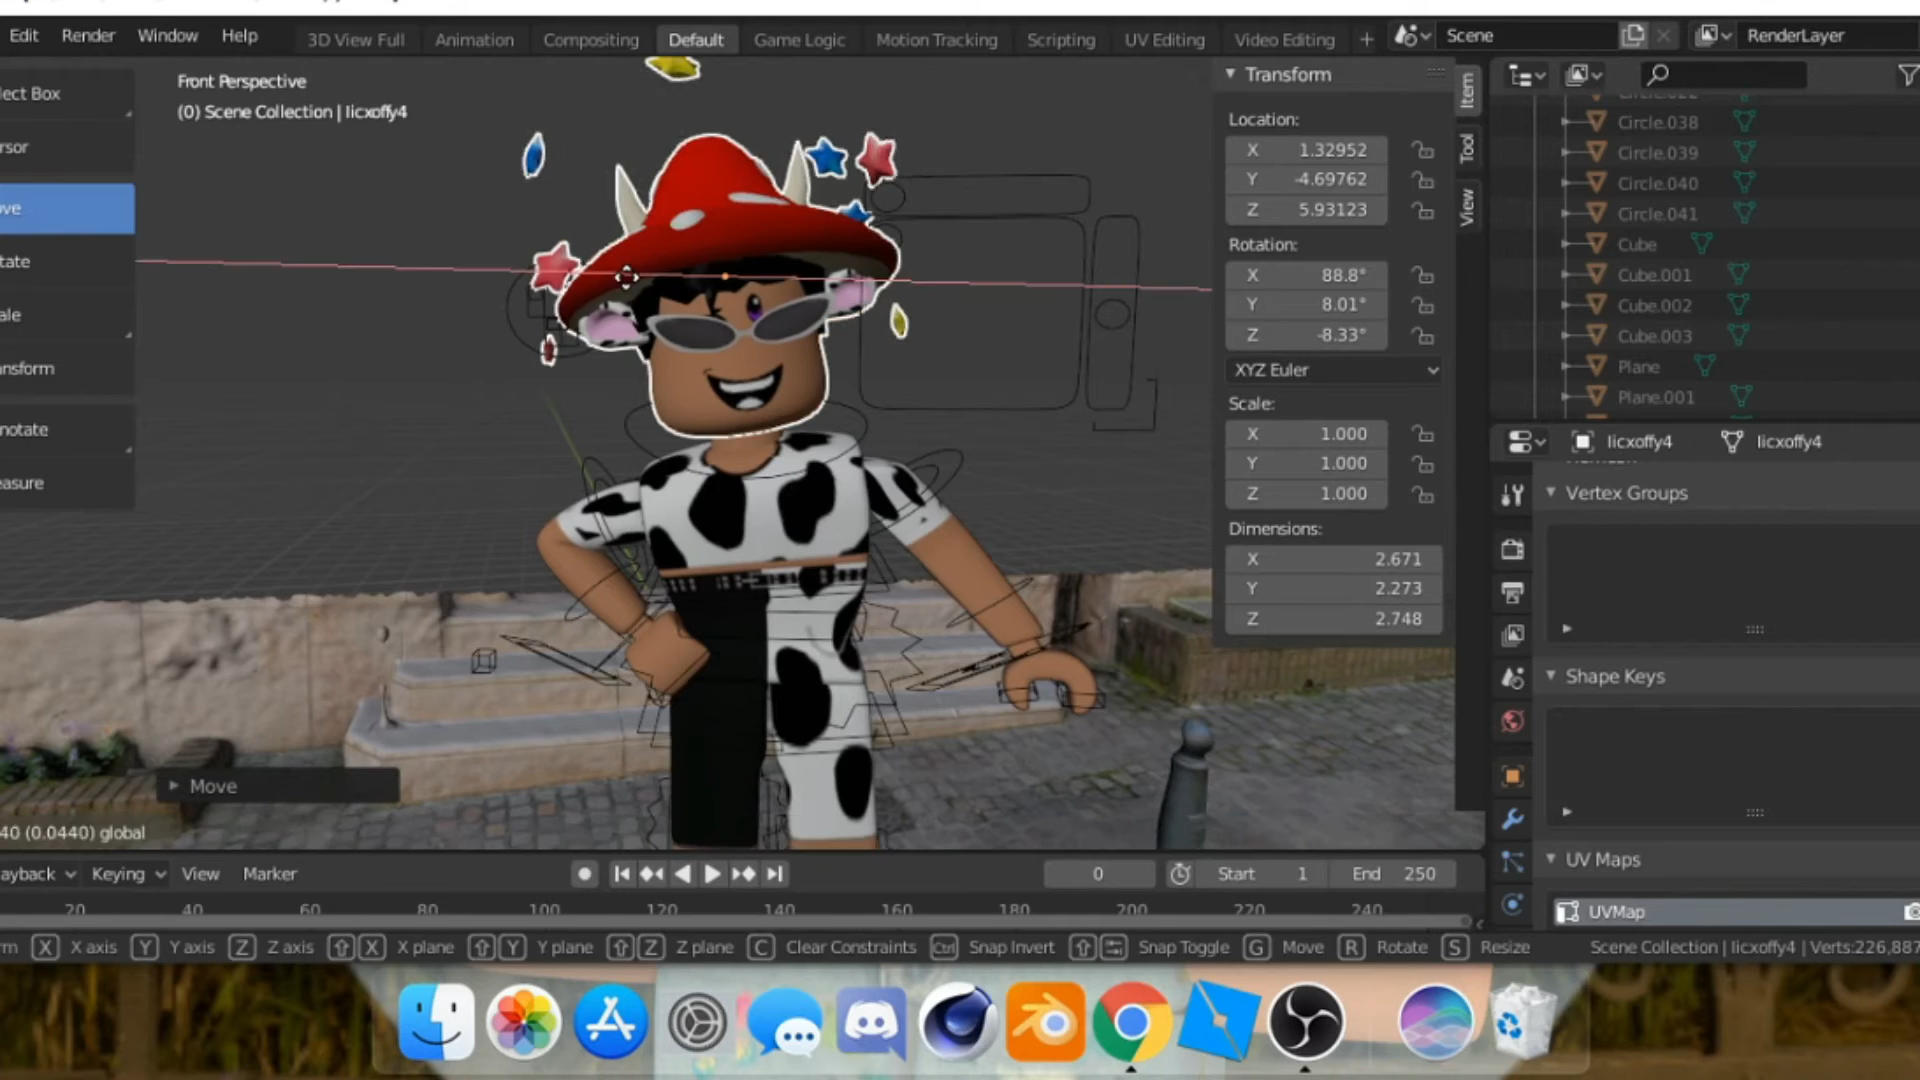 Edit Render Window Help 3D View Full Animation Compositing Default Game Logic Motion Tracking Scripting UV Editing Video Editing + Scene RenderLayer
lect Box
rsor
ve
tate
ale
ansform
notate
easure
Front Perspective
(0) Scene Collection | licxoffy4
Transform
Location:
X 1.32952
Y -4.69762
Z 5.93123
Rotation:
X 88.8°
Y 8.01°
Z -8.33°
XYZ Euler
Scale:
X 1.000
Y 1.000
Z 1.000
Dimensions:
X 2.671
Y 2.273
Z 2.748
Item
Tool
View
Circle.038
Circle.039
Circle.040
Circle.041
Cube
Cube.001
Cube.002
Cube.003
Plane
Plane.001
licxoffy4 licxoffy4
Vertex Groups
Shape Keys
UV Maps
UVMap
Move
40 (0.0440) global
ayback Keying View Marker 0 Start 1 End 250
20 40 60 80 100 120 140 160 180 200 220 240
rm X X axis Y Y axis Z Z axis X X plane Y Y plane Z Z plane C Clear Constraints Ctrl Snap Invert Snap Toggle G Move R Rotate S Resize Scene Collection | licxoffy4 | Verts:226,887